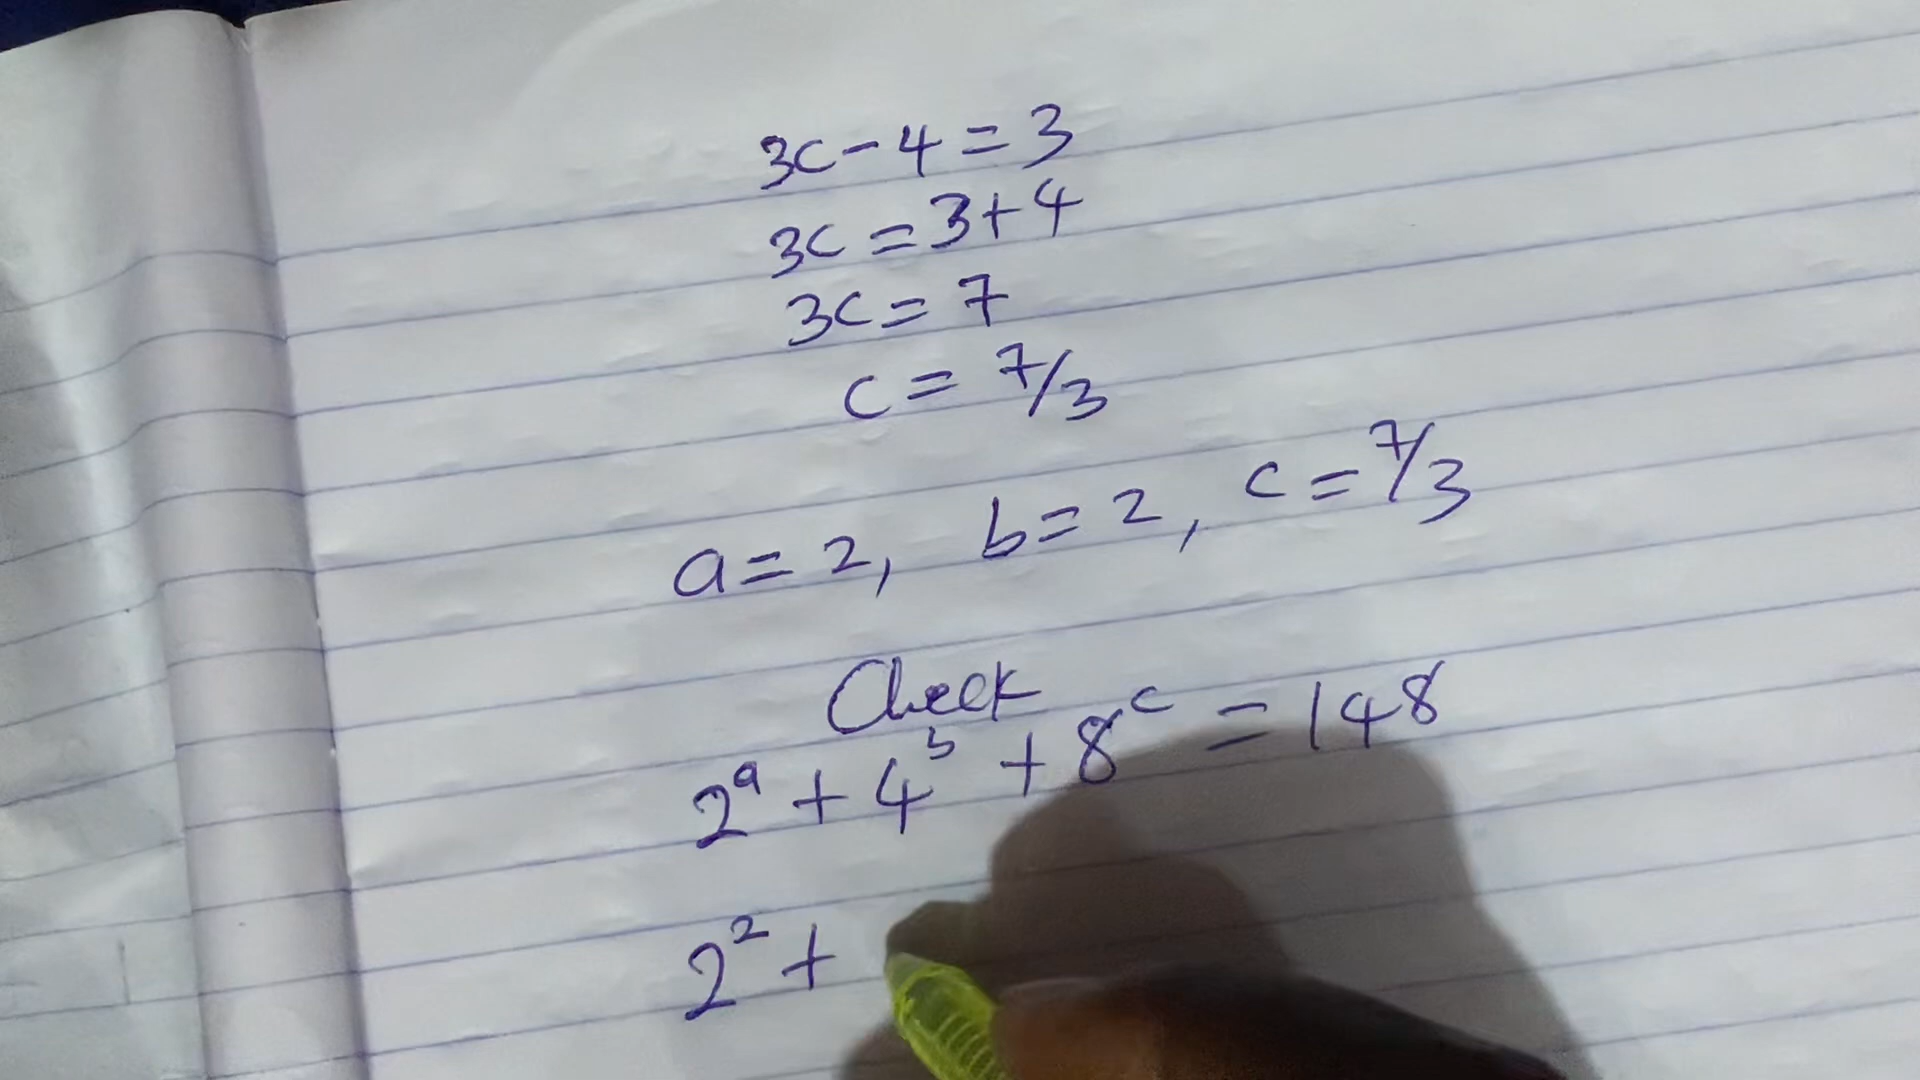 3c - 4 = 3
3c = 3 + 4
3c = 7
c = 7/3
a = 2, b = 2, c = 7/3
Check
2^a + 4^b + 8^c = 148
2^2 +